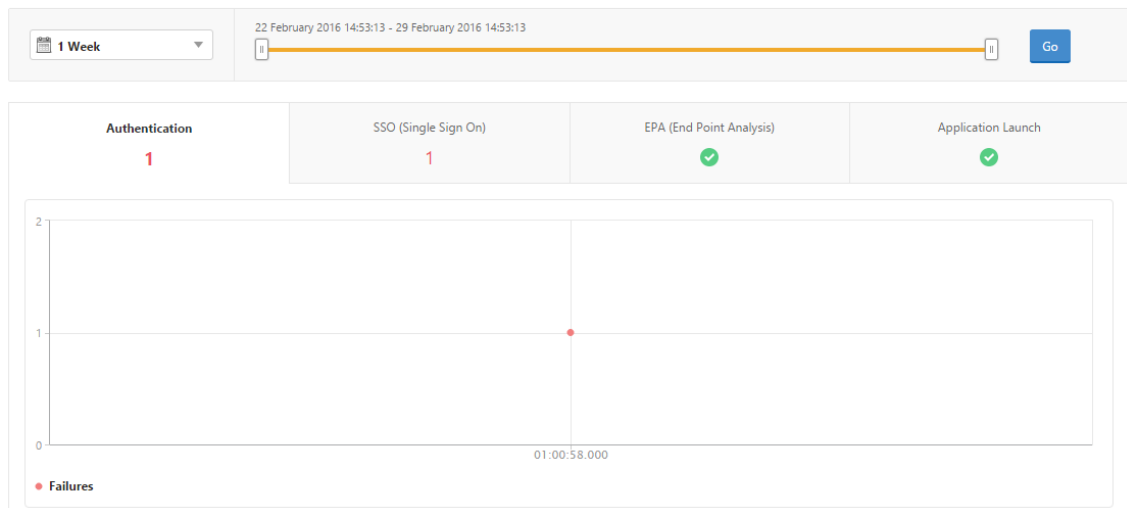 22 February 2016 14:53:13 - 29 February 2016 14:53:13
1 Week
Go
Authentication
1
SSO (Single Sign On)
1
EPA (End Point Analysis)
Application Launch
2
1
0
01:00:58.000
Failures